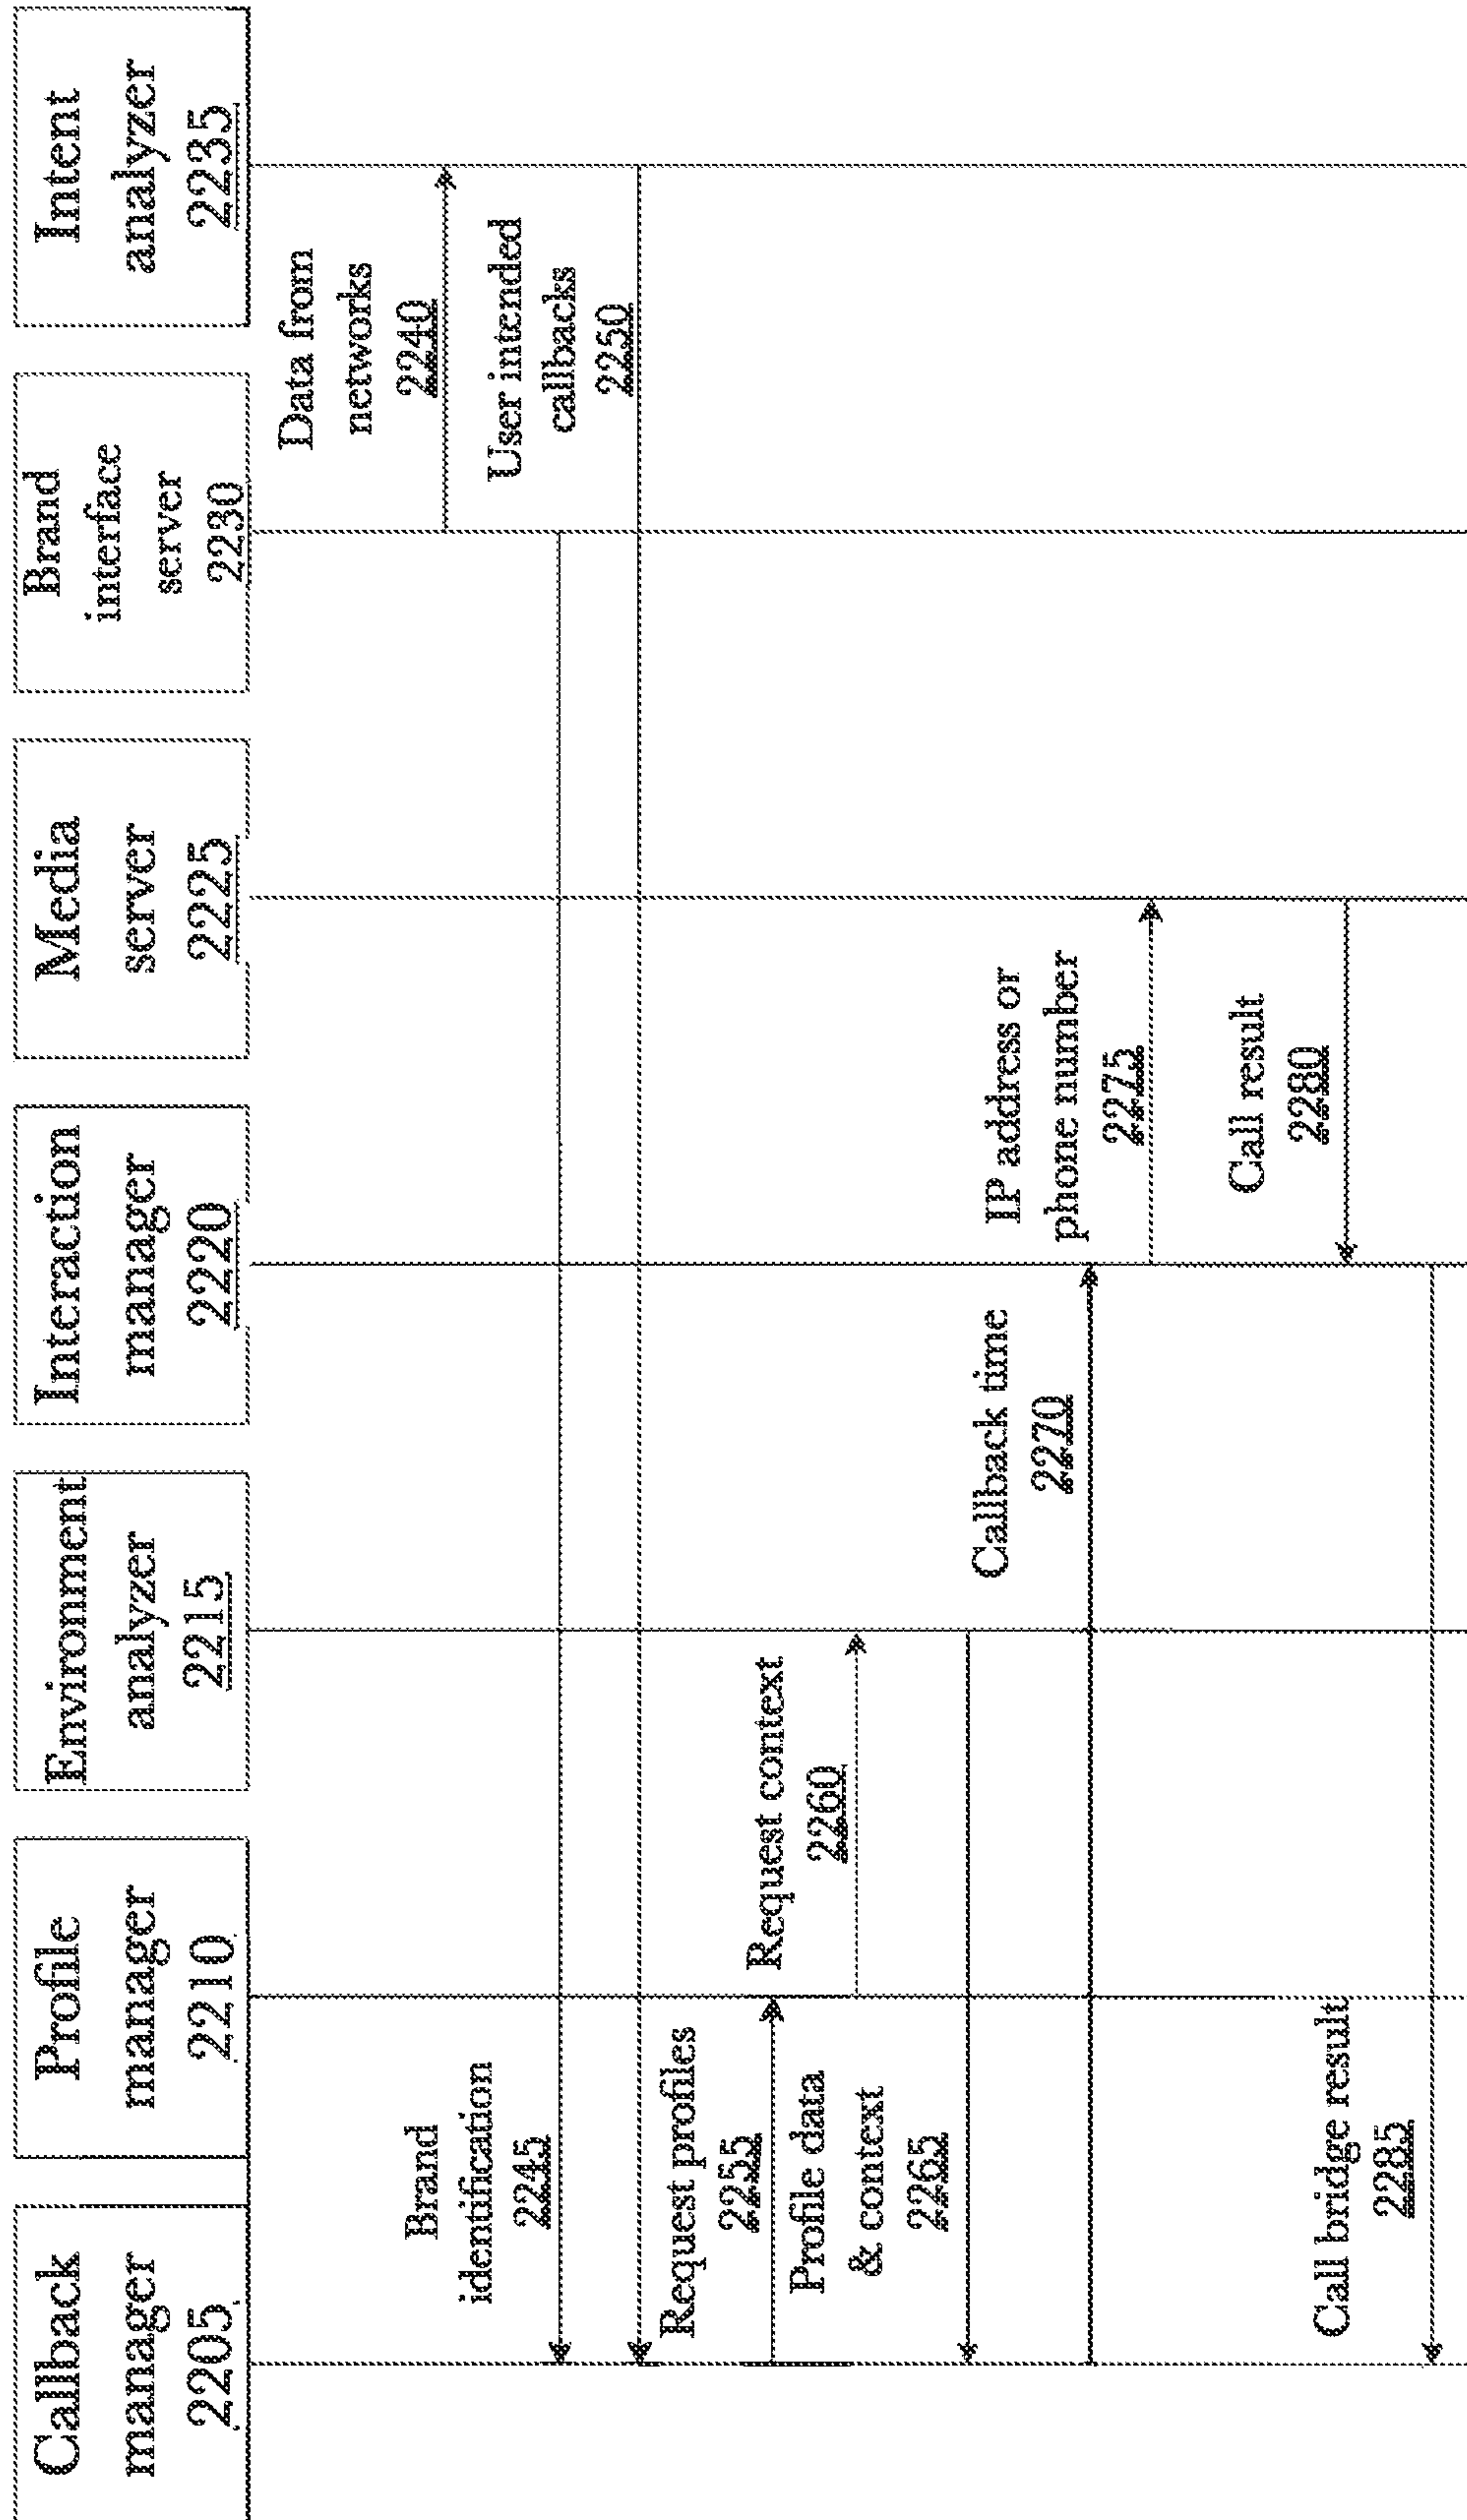 Callback
manager
2205
Profile
manager
2210
Environment
analyzer
2215
Interaction
manager
2220
Media
server
2225
Brand
interface
server
2230
Intent
analyzer
2235
Data from
networks
2240
Brand
identification
2245
User intended
callbacks
2250
Request profiles
2255
Request context
2260
Profile data
& context
2265
Callback time
2270
IP address or
phone number
2275
Call result
2280
Call bridge result
2285